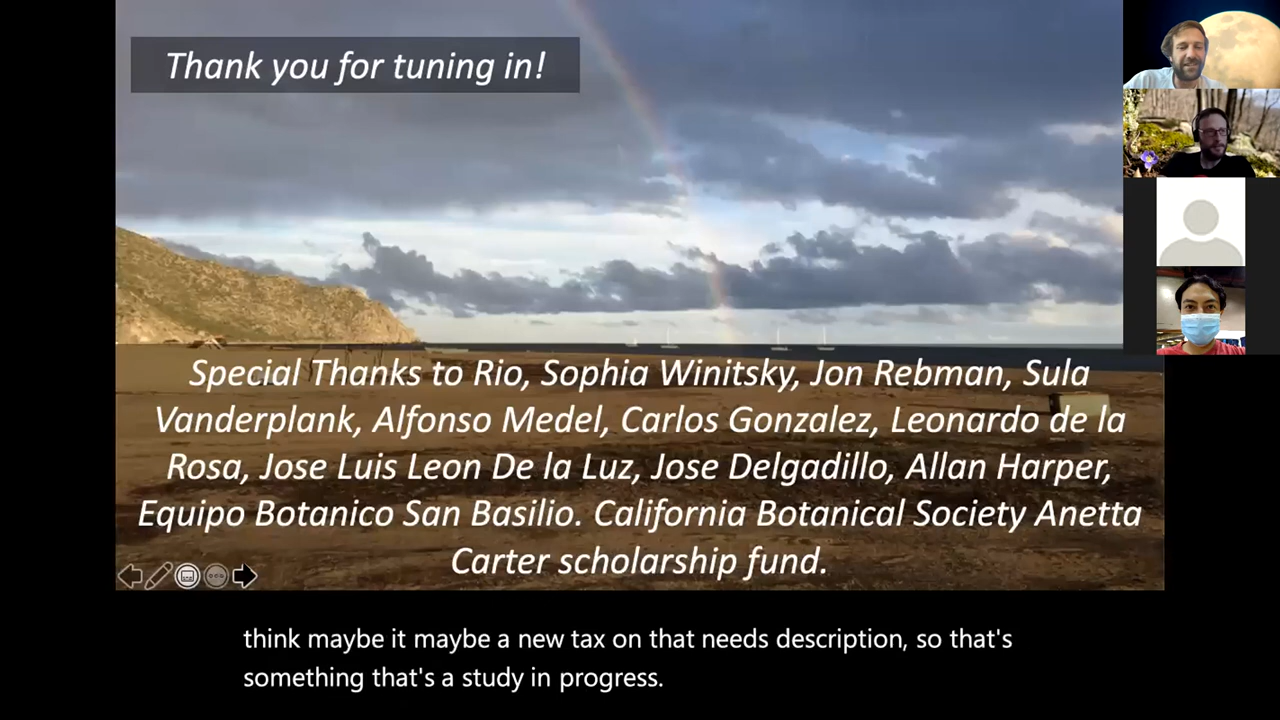 Thank you for tuning in!
Special Thanks to Rio, Sophia Winitsky, Jon Rebman, Sula
Vanderplank, Alfonso Medel, Carlos Gonzalez, Leonardo de la
Rosa, Jose Luis Leon De la Luz, Jose Delgadillo, Allan Harper,
Equipo Botanico San Basilio. California Botanical Society Anetta
Carter scholarship fund.
think maybe it maybe a new tax on that needs description, so that's
something that's a study in progress.